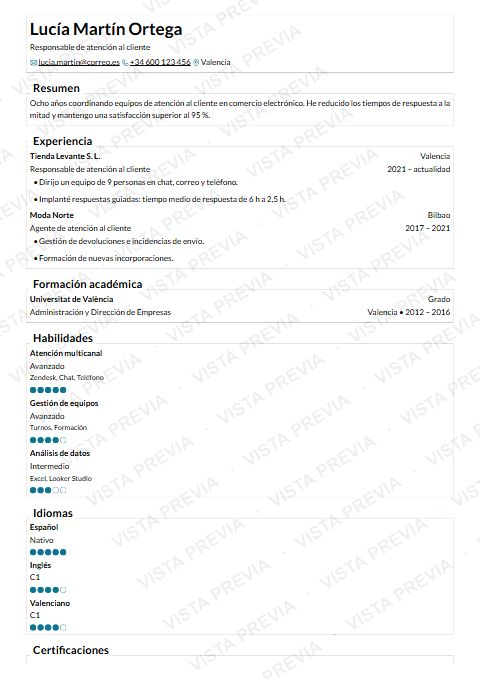 Lucía Martín Ortega
Responsable de atención al cliente
lucia.martin@correo.es +34 600 123 456 Valencia
Resumen
Ocho años coordinando equipos de atención al cliente en comercio electrónico. He reducido los tiempos de respuesta a la
mitad y mantengo una satisfacción superior al 95 %.
Experiencia
Tienda Levante S. L. Valencia
Responsable de atención al cliente 2021 – actualidad
• Dirijo un equipo de 9 personas en chat, correo y teléfono.
• Implanté respuestas guiadas: tiempo medio de respuesta de 6 h a 2,5 h.
Moda Norte Bilbao
Agente de atención al cliente 2017 – 2021
• Gestión de devoluciones e incidencias de envío.
• Formación de nuevas incorporaciones.
Formación académica
Universitat de València Grado
Administración y Dirección de Empresas Valencia • 2012 – 2016
Habilidades
Atención multicanal
Avanzado
Zendesk, Chat, Teléfono
Gestión de equipos
Avanzado
Turnos, Formación
Análisis de datos
Intermedio
Excel, Looker Studio
Idiomas
Español
Nativo
Inglés
C1
Valenciano
C1
Certificaciones
VISTA PREVIA